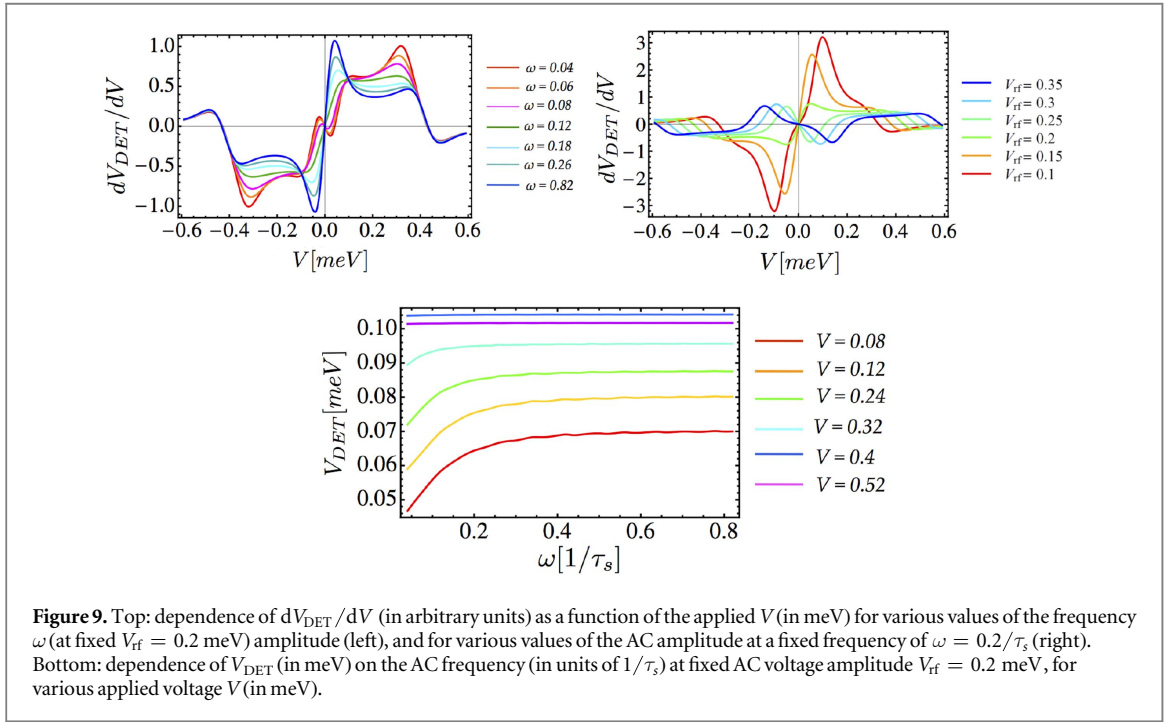 1.0
0.5
0.0
−0.5
−1.0
dV_DET/dV
−0.6 −0.4 −0.2 0.0 0.2 0.4 0.6
V[meV]
ω = 0.04
ω = 0.06
ω = 0.08
ω = 0.12
ω = 0.18
ω = 0.26
ω = 0.82
3
2
1
0
−1
−2
−3
dV_DET/dV
−0.6 −0.4 −0.2 0.0 0.2 0.4 0.6
V[meV]
V_rf = 0.35
V_rf = 0.3
V_rf = 0.25
V_rf = 0.2
V_rf = 0.15
V_rf = 0.1
0.10
0.09
0.08
0.07
0.06
0.05
V_DET[meV]
0.2 0.4 0.6 0.8
ω[1/τ_s]
V = 0.08
V = 0.12
V = 0.24
V = 0.32
V = 0.4
V = 0.52
Figure 9. Top: dependence of dV_DET/dV (in arbitrary units) as a function of the applied V (in meV) for various values of the frequency
ω (at fixed V_rf = 0.2 meV) amplitude (left), and for various values of the AC amplitude at a fixed frequency of ω = 0.2/τ_s (right).
Bottom: dependence of V_DET (in meV) on the AC frequency (in units of 1/τ_s) at fixed AC voltage amplitude V_rf = 0.2 meV, for
various applied voltage V (in meV).